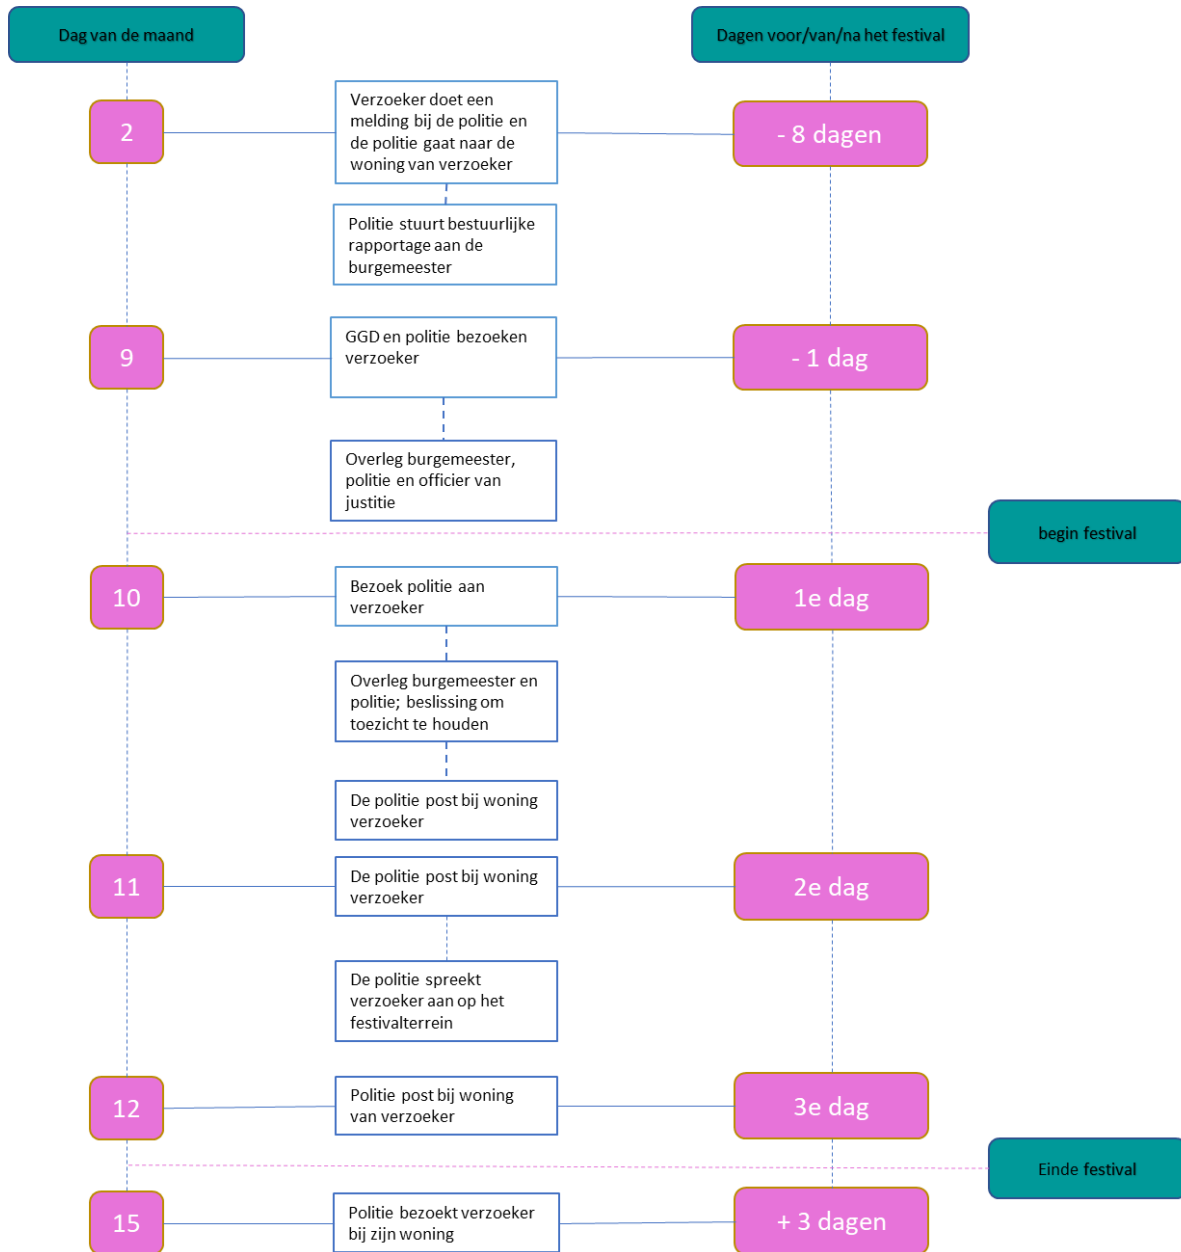 Dag van de maand
Dagen voor/van/na het festival
2
Verzoeker doet een
melding bij de politie en
de politie gaat naar de
woning van verzoeker
- 8 dagen
Politie stuurt bestuurlijke
rapportage aan de
burgemeester
9
GGD en politie bezoeken
verzoeker
- 1 dag
Overleg burgemeester,
politie en officier van
justitie
begin festival
10
Bezoek politie aan
verzoeker
1e dag
Overleg burgemeester en
politie; beslissing om
toezicht te houden
De politie post bij woning
verzoeker
11
De politie post bij woning
verzoeker
2e dag
De politie spreekt
verzoeker aan op het
festivalterrein
12
Politie post bij woning
van verzoeker
3e dag
Einde festival
15
Politie bezoekt verzoeker
bij zijn woning
+ 3 dagen